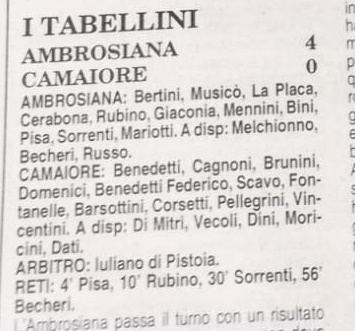 I TABELLINI
AMBROSIANA 4
CAMAIORE 0
AMBROSIANA: Bertini, Musicò, La Placa,
Cerabona, Rubino, Giaconia, Mennini, Bini,
Pisa, Sorrenti, Mariotti. A disp: Melchionno,
Becheri, Russo.
CAMAIORE: Benedetti, Cagnoni, Brunini,
Domenici, Benedetti Federico, Scavo, Fon-
tanelle, Barsottini, Corsetti, Pellegrini, Vin-
centini. A disp: Di Mitri, Vecoli, Dini, Mori-
cini, Dati.
ARBITRO: Iuliano di Pistoia.
RETI: 4' Pisa, 10' Rubino, 30' Sorrenti, 56'
Becheri.
L'Ambrosiana passa il turno con un risultato